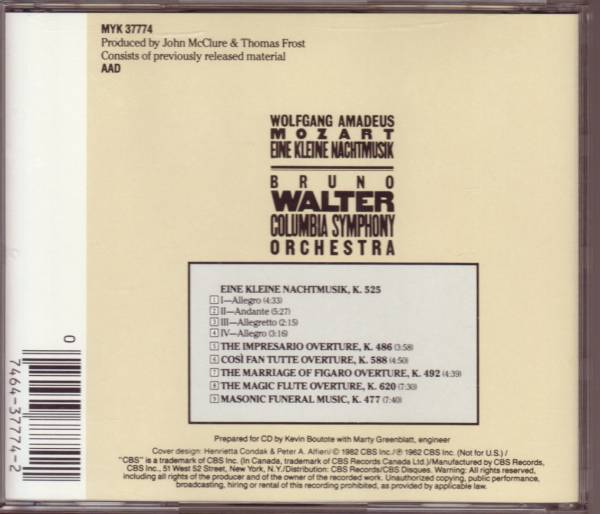 MYK 37774
Produced by John McClure & Thomas Frost
Consists of previously released material
AAD
WOLFGANG AMADEUS
MOZART
EINE KLEINE NACHTMUSIK
BRUNO
WALTER
COLUMBIA SYMPHONY
ORCHESTRA
EINE KLEINE NACHTMUSIK, K. 525
1 I—Allegro (4:33)
2 II—Andante (5:27)
3 III—Allegretto (2:15)
4 IV—Allegro (3:16)
5 THE IMPRESARIO OVERTURE, K. 486 (3:58)
6 COSÌ FAN TUTTE OVERTURE, K. 588 (4:50)
7 THE MARRIAGE OF FIGARO OVERTURE, K. 492 (4:39)
8 THE MAGIC FLUTE OVERTURE, K. 620 (7:30)
9 MASONIC FUNERAL MUSIC, K. 477 (7:40)
Prepared for CD by Kevin Boutote with Marty Greenblatt, engineer
Cover design: Henrietta Condak & Peter A. Alfieri/ © 1982 CBS Inc./ ℗ 1962 CBS Inc. (Not for U.S.) /
"CBS" is a trademark of CBS Inc. (In Canada, trademark of CBS Records Canada Ltd.)/Manufactured by CBS Records,
CBS Inc., 51 West 52 Street, New York, N.Y./Distribution: CBS Records/CBS Disques. Warning: All rights reserved,
including all rights of the producer and of the owner of the recorded work. Unauthorized copying, public performance,
broadcasting, hiring or rental of this recording prohibited, as provided by applicable law.
0
7464-37774-2